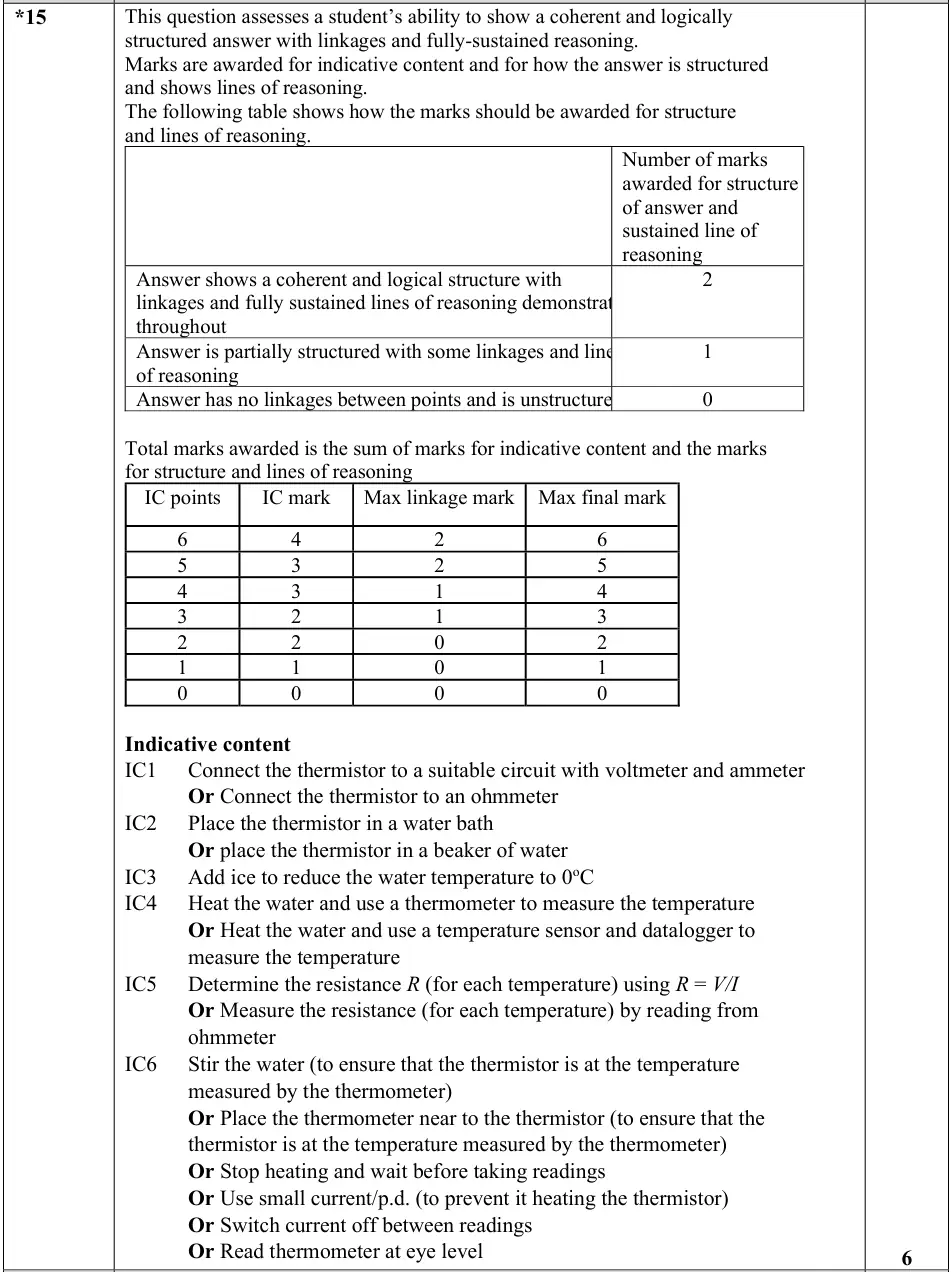 *15
This question assesses a student's ability to show a coherent and logically
structured answer with linkages and fully-sustained reasoning.
Marks are awarded for indicative content and for how the answer is structured
and shows lines of reasoning.
The following table shows how the marks should be awarded for structure
and lines of reasoning.
Number of marks
awarded for structure
of answer and
sustained line of
reasoning
Answer shows a coherent and logical structure with 2
linkages and fully sustained lines of reasoning demonstrat
throughout
Answer is partially structured with some linkages and line 1
of reasoning
Answer has no linkages between points and is unstructure 0
Total marks awarded is the sum of marks for indicative content and the marks
for structure and lines of reasoning
IC points IC mark Max linkage mark Max final mark
6 4 2 6
5 3 2 5
4 3 1 4
3 2 1 3
2 2 0 2
1 1 0 1
0 0 0 0
Indicative content
IC1 Connect the thermistor to a suitable circuit with voltmeter and ammeter
Or Connect the thermistor to an ohmmeter
IC2 Place the thermistor in a water bath
Or place the thermistor in a beaker of water
IC3 Add ice to reduce the water temperature to 0°C
IC4 Heat the water and use a thermometer to measure the temperature
Or Heat the water and use a temperature sensor and datalogger to
measure the temperature
IC5 Determine the resistance R (for each temperature) using R = V/I
Or Measure the resistance (for each temperature) by reading from
ohmmeter
IC6 Stir the water (to ensure that the thermistor is at the temperature
measured by the thermometer)
Or Place the thermometer near to the thermistor (to ensure that the
thermistor is at the temperature measured by the thermometer)
Or Stop heating and wait before taking readings
Or Use small current/p.d. (to prevent it heating the thermistor)
Or Switch current off between readings
Or Read thermometer at eye level
6